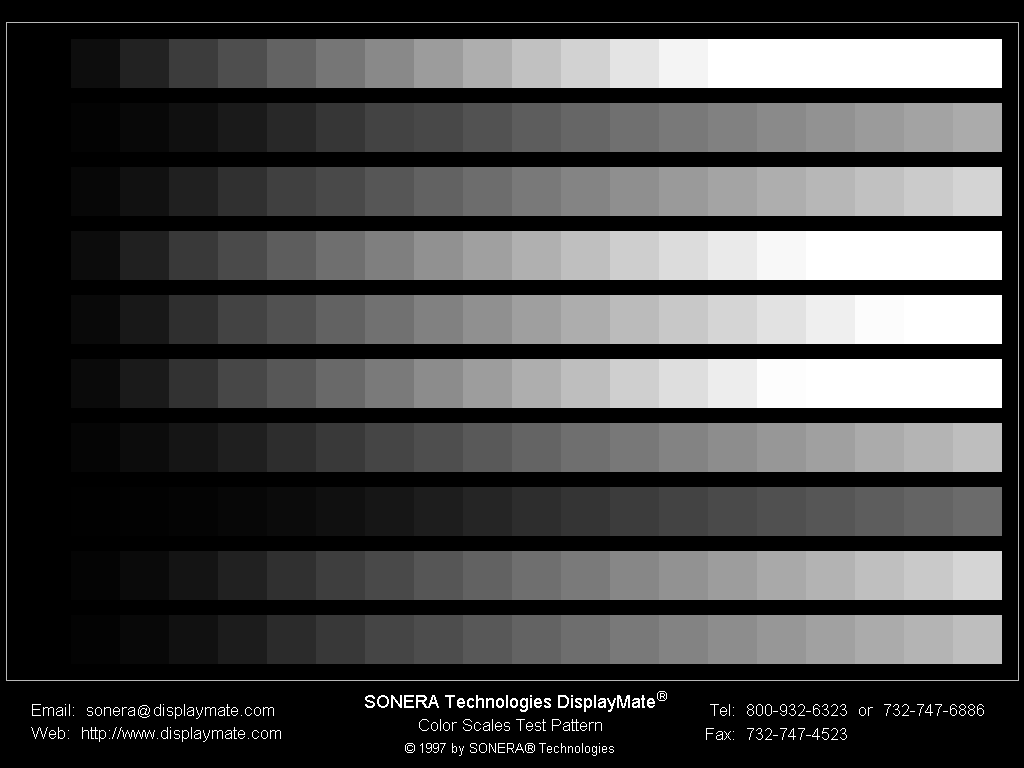 Email: sonera@displaymate.com
Web: http://www.displaymate.com
SONERA Technologies DisplayMate®
Color Scales Test Pattern
© 1997 by SONERA® Technologies
Tel: 800-932-6323 or 732-747-6886
Fax: 732-747-4523